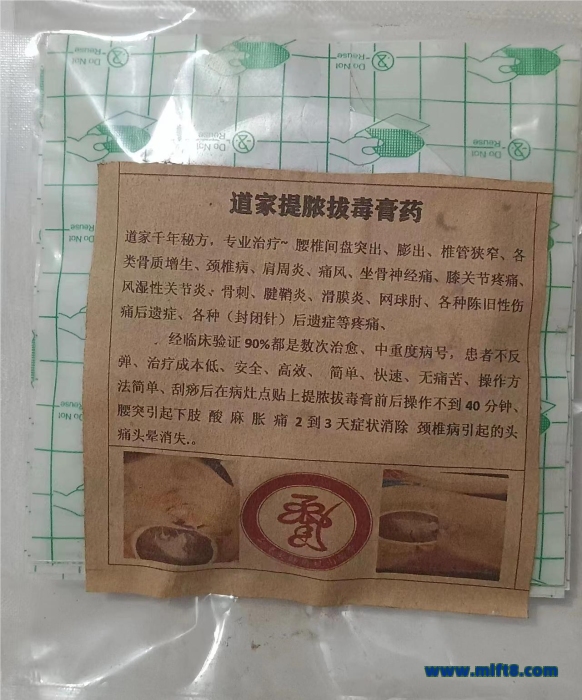 Do Not
Reuse
Do Not
Reuse
Do Not
Reuse
Do Not
Reuse
道家提脓拔毒膏药
道家千年秘方，专业治疗~ 腰椎间盘突出、膨出、椎管狭窄、各
类骨质增生、颈椎病、肩周炎、痛风、坐骨神经痛、膝关节疼痛、
风湿性关节炎、骨刺、腱鞘炎、滑膜炎、网球肘、各种陈旧性伤
痛后遗症、各种（封闭针）后遗症等疼痛、
. 经临床验证 90%都是数次治愈、中重度病号，患者不反
弹、治疗成本低、安全、高效、 简单、快速、无痛苦、操作方
法简单、刮痧后在病灶点贴上提脓拔毒膏前后操作不到 40 分钟、
腰突引起下肢 酸 麻 胀 痛 2 到 3 天症状消除 颈椎病引起的头
痛头晕消失.。
www.mift8.com